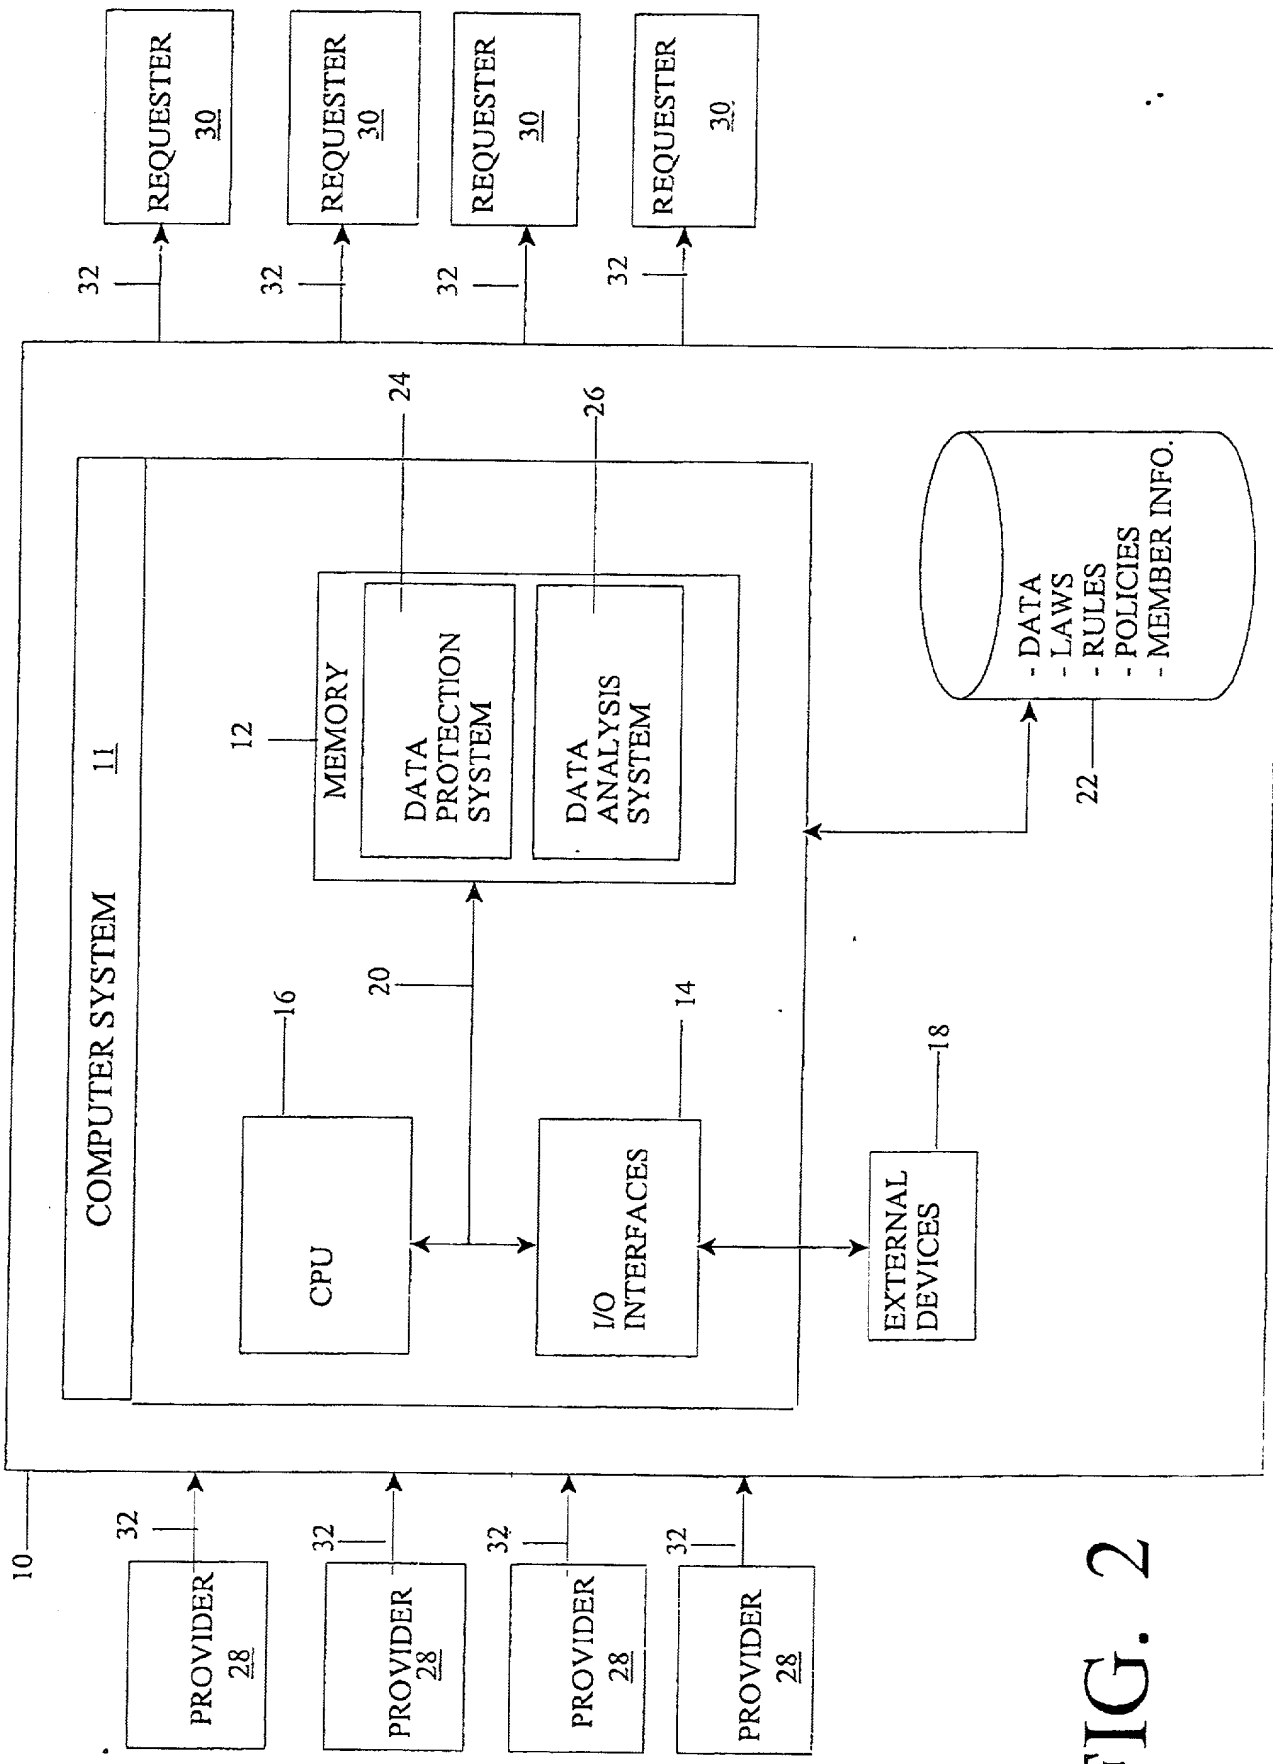 10
COMPUTER SYSTEM 11
PROVIDER
28
32
PROVIDER
28
32
PROVIDER
28
32
PROVIDER
28
32
CPU
16
I/O
INTERFACES
14
20
12
MEMORY
DATA
PROTECTION
SYSTEM
24
DATA
ANALYSIS
SYSTEM
26
EXTERNAL
DEVICES
18
22
- DATA
- LAWS
- RULES
- POLICIES
- MEMBER INFO.
32
REQUESTER
30
32
REQUESTER
30
32
REQUESTER
30
32
REQUESTER
30
FIG. 2